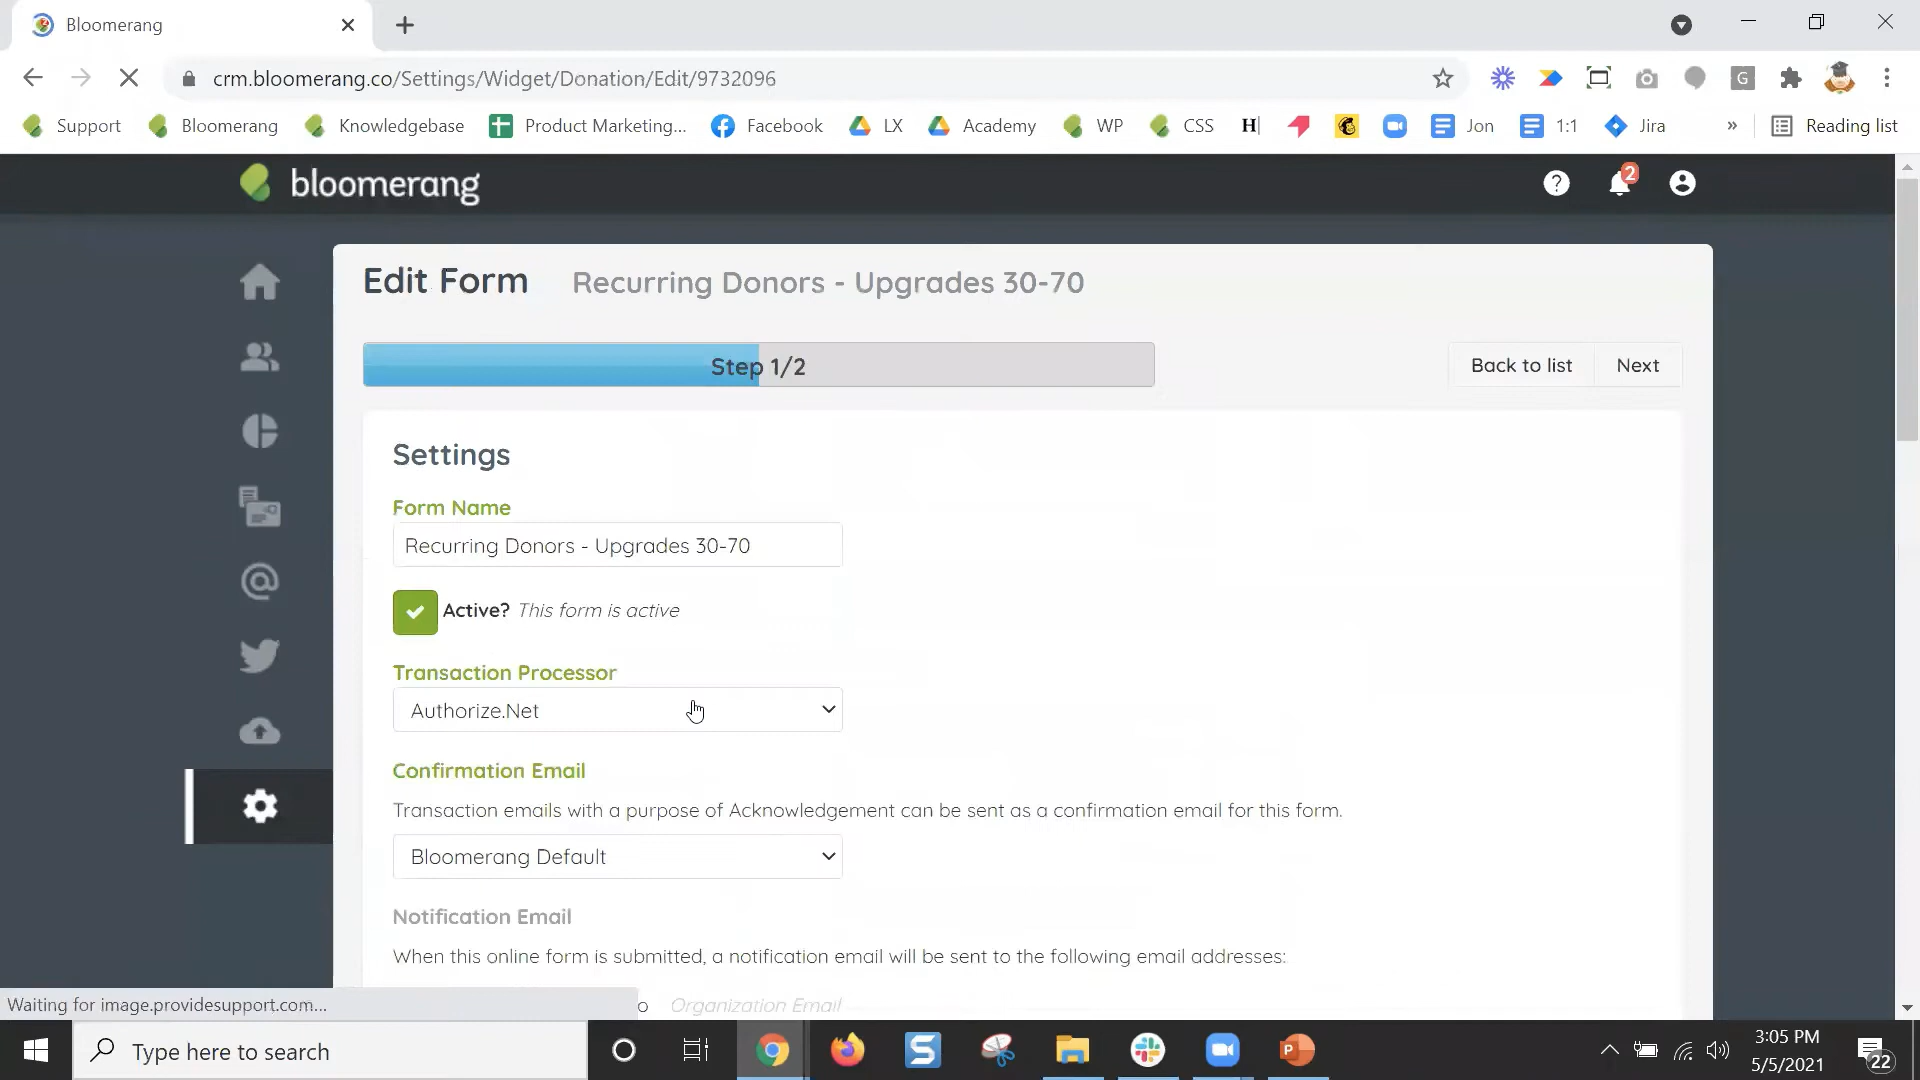 Bloomerang
crm.bloomerang.co/Settings/Widget/Donation/Edit/9732096
G
Support Bloomerang Knowledgebase Product Marketing... Facebook LX Academy WP CSS H Jon 1:1 Jira » Reading list
bloomerang
? 2
Edit Form Recurring Donors - Upgrades 30-70
Step 1/2 Back to list Next
Settings
Form Name
Recurring Donors - Upgrades 30-70
Active? This form is active
Transaction Processor
Authorize.Net
Confirmation Email
Transaction emails with a purpose of Acknowledgement can be sent as a confirmation email for this form.
Bloomerang Default
Notification Email
When this online form is submitted, a notification email will be sent to the following email addresses:
Organization Email
Waiting for image.providesupport.com...
Type here to search
S
P
3:05 PM
5/5/2021
22